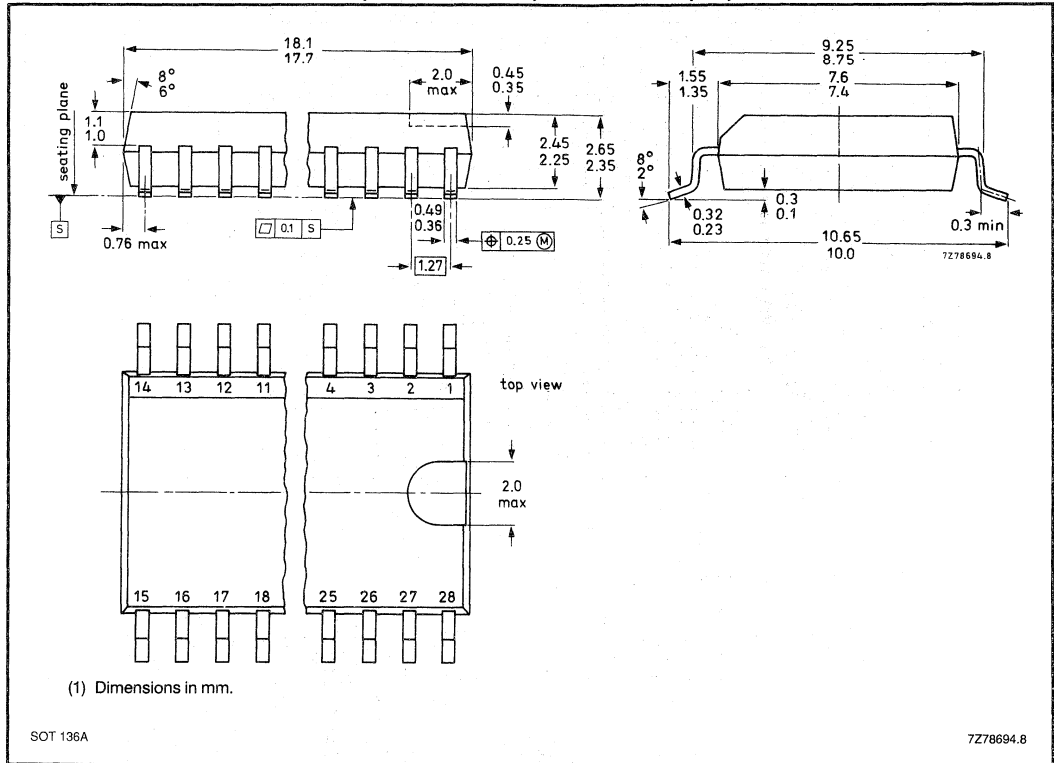 18.1
17.7
8°
6°
2.0
max
0.45
0.35
seating plane
1.1
1.0
2.45
2.25
2.65
2.35
S
0.76 max
0.1 S
0.49
0.36
0.25 M
1.27
9.25
8.75
1.55
1.35
7.6
7.4
8°
2°
0.32
0.23
0.3
0.1
0.3 min
10.65
10.0
7Z78694.8
14 13 12 11 4 3 2 1
top view
2.0
max
15 16 17 18 25 26 27 28
(1) Dimensions in mm.
SOT 136A
7Z78694.8